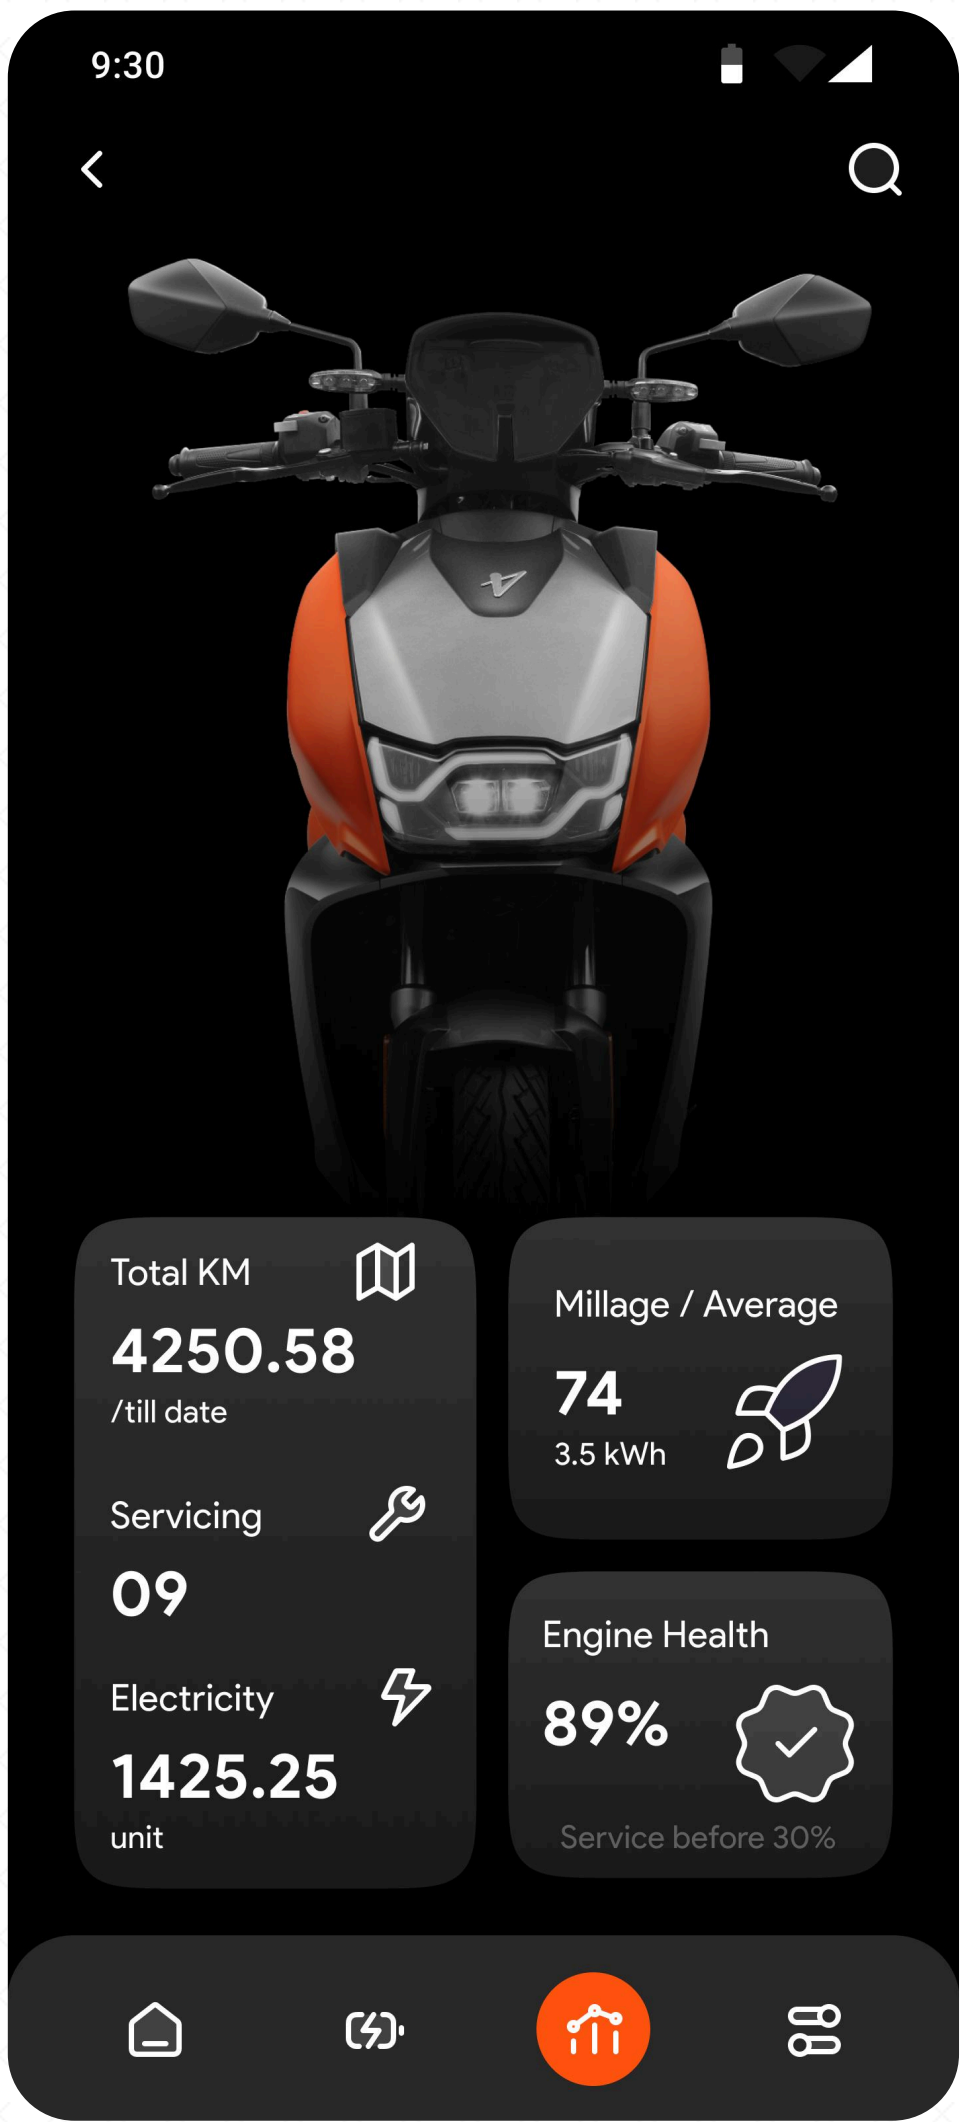 9:30
Total KM
4250.58
/till date
Servicing
09
Electricity
1425.25
unit
Millage / Average
74
3.5 kWh
Engine Health
89%
Service before 30%